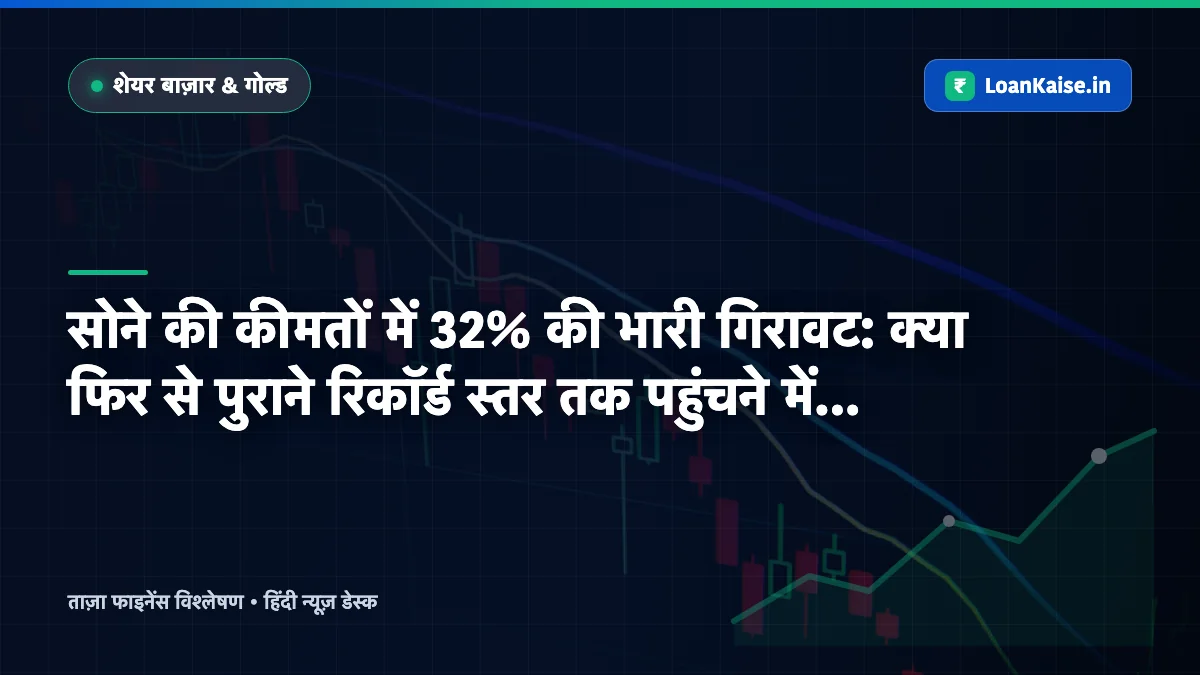 शेयर बाज़ार & गोल्ड
₹ LoanKaise.in
सोने की कीमतों में 32% की भारी गिरावट: क्या
फिर से पुराने रिकॉर्ड स्तर तक पहुंचने में...
ताज़ा फाइनेंस विश्लेषण • हिंदी न्यूज़ डेस्क